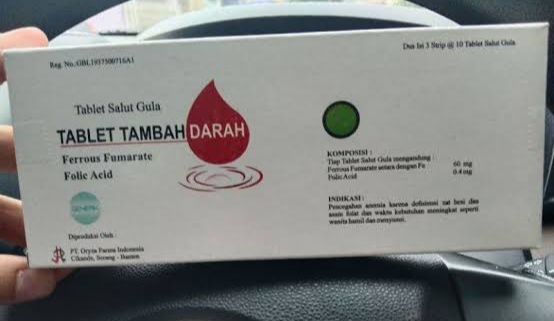 Reg. No. GBL1937500716A1
Dus Isi 3 Strip @ 10 Tablet Salut Gula
Tablet Salut Gula
TABLET TAMBAH DARAH
Ferrous Fumarate
Folic Acid
GENERIK
Diproduksi Oleh :
PT. Oryza Farma Indonesia
Cikande, Serang - Banten
KOMPOSISI :
Tiap Tablet Salut Gula mengandung :
Ferrous Fumarate setara dengan Fe 60 mg
Folic Acid 0.4 mg
INDIKASI :
Pencegahan anemia karena defisiensi zat besi dan
asam folat dan waktu kebutuhan meningkat seperti
wanita hamil dan menyusui.